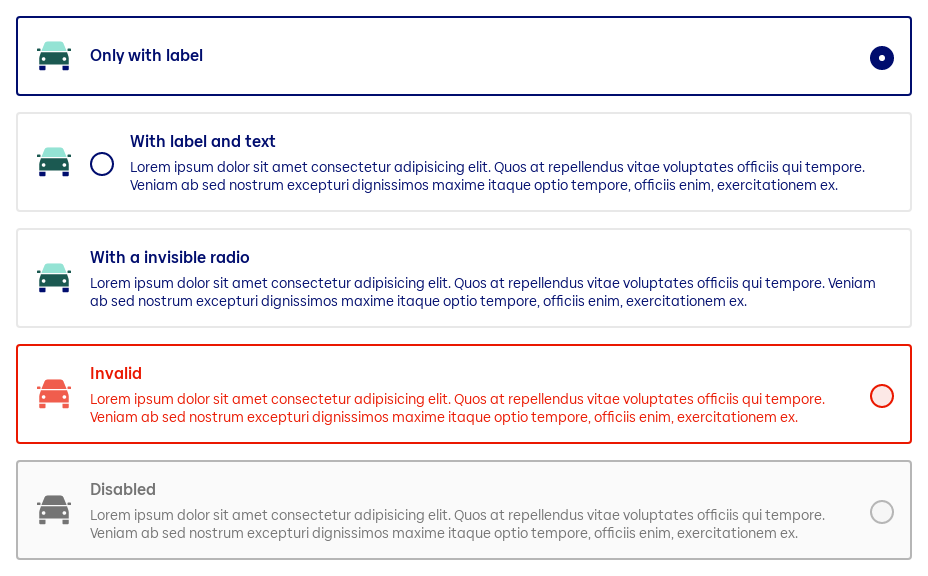 Only with label
With label and text
Lorem ipsum dolor sit amet consectetur adipisicing elit. Quos at repellendus vitae voluptates officiis qui tempore.
Veniam ab sed nostrum excepturi dignissimos maxime itaque optio tempore, officiis enim, exercitationem ex.
With a invisible radio
Lorem ipsum dolor sit amet consectetur adipisicing elit. Quos at repellendus vitae voluptates officiis qui tempore. Veniam
ab sed nostrum excepturi dignissimos maxime itaque optio tempore, officiis enim, exercitationem ex.
Invalid
Lorem ipsum dolor sit amet consectetur adipisicing elit. Quos at repellendus vitae voluptates officiis qui tempore.
Veniam ab sed nostrum excepturi dignissimos maxime itaque optio tempore, officiis enim, exercitationem ex.
Disabled
Lorem ipsum dolor sit amet consectetur adipisicing elit. Quos at repellendus vitae voluptates officiis qui tempore.
Veniam ab sed nostrum excepturi dignissimos maxime itaque optio tempore, officiis enim, exercitationem ex.